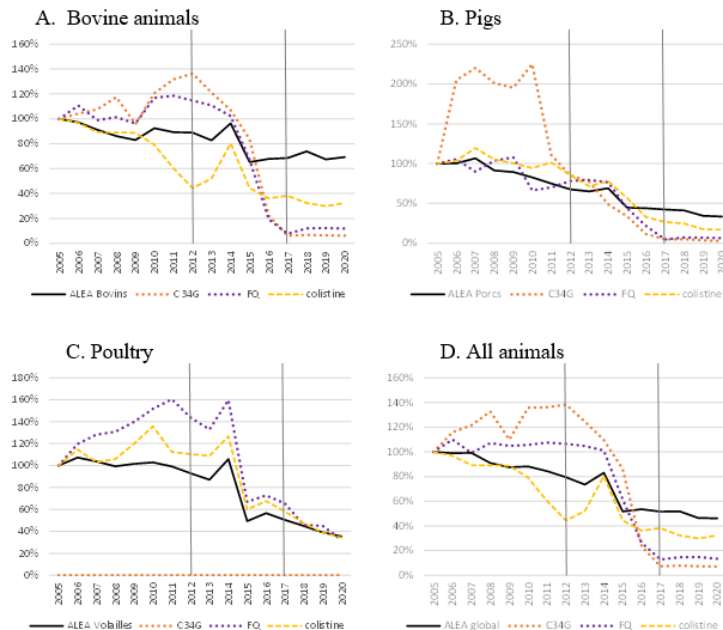 A. Bovine animals
160%
140%
120%
100%
80%
60%
40%
20%
0%
2005 2006 2007 2008 2009 2010 2011 2012 2013 2014 2015 2016 2017 2018 2019 2020
ALEA Bovins C34G FQ colistine
B. Pigs
250%
200%
150%
100%
50%
0%
2005 2006 2007 2008 2009 2010 2011 2012 2013 2014 2015 2016 2017 2018 2019 2020
ALEA Porcs C34G FQ colistine
C. Poultry
180%
160%
140%
120%
100%
80%
60%
40%
20%
0%
2005 2006 2007 2008 2009 2010 2011 2012 2013 2014 2015 2016 2017 2018 2019 2020
ALEA Volailles C34G FQ colistine
D. All animals
160%
140%
120%
100%
80%
60%
40%
20%
0%
2005 2006 2007 2008 2009 2010 2011 2012 2013 2014 2015 2016 2017 2018 2019 2020
ALEA global C34G FQ colistine